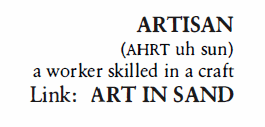 ARTISAN
(AHRT uh sun)
a worker skilled in a craft
Link: ART IN SAND